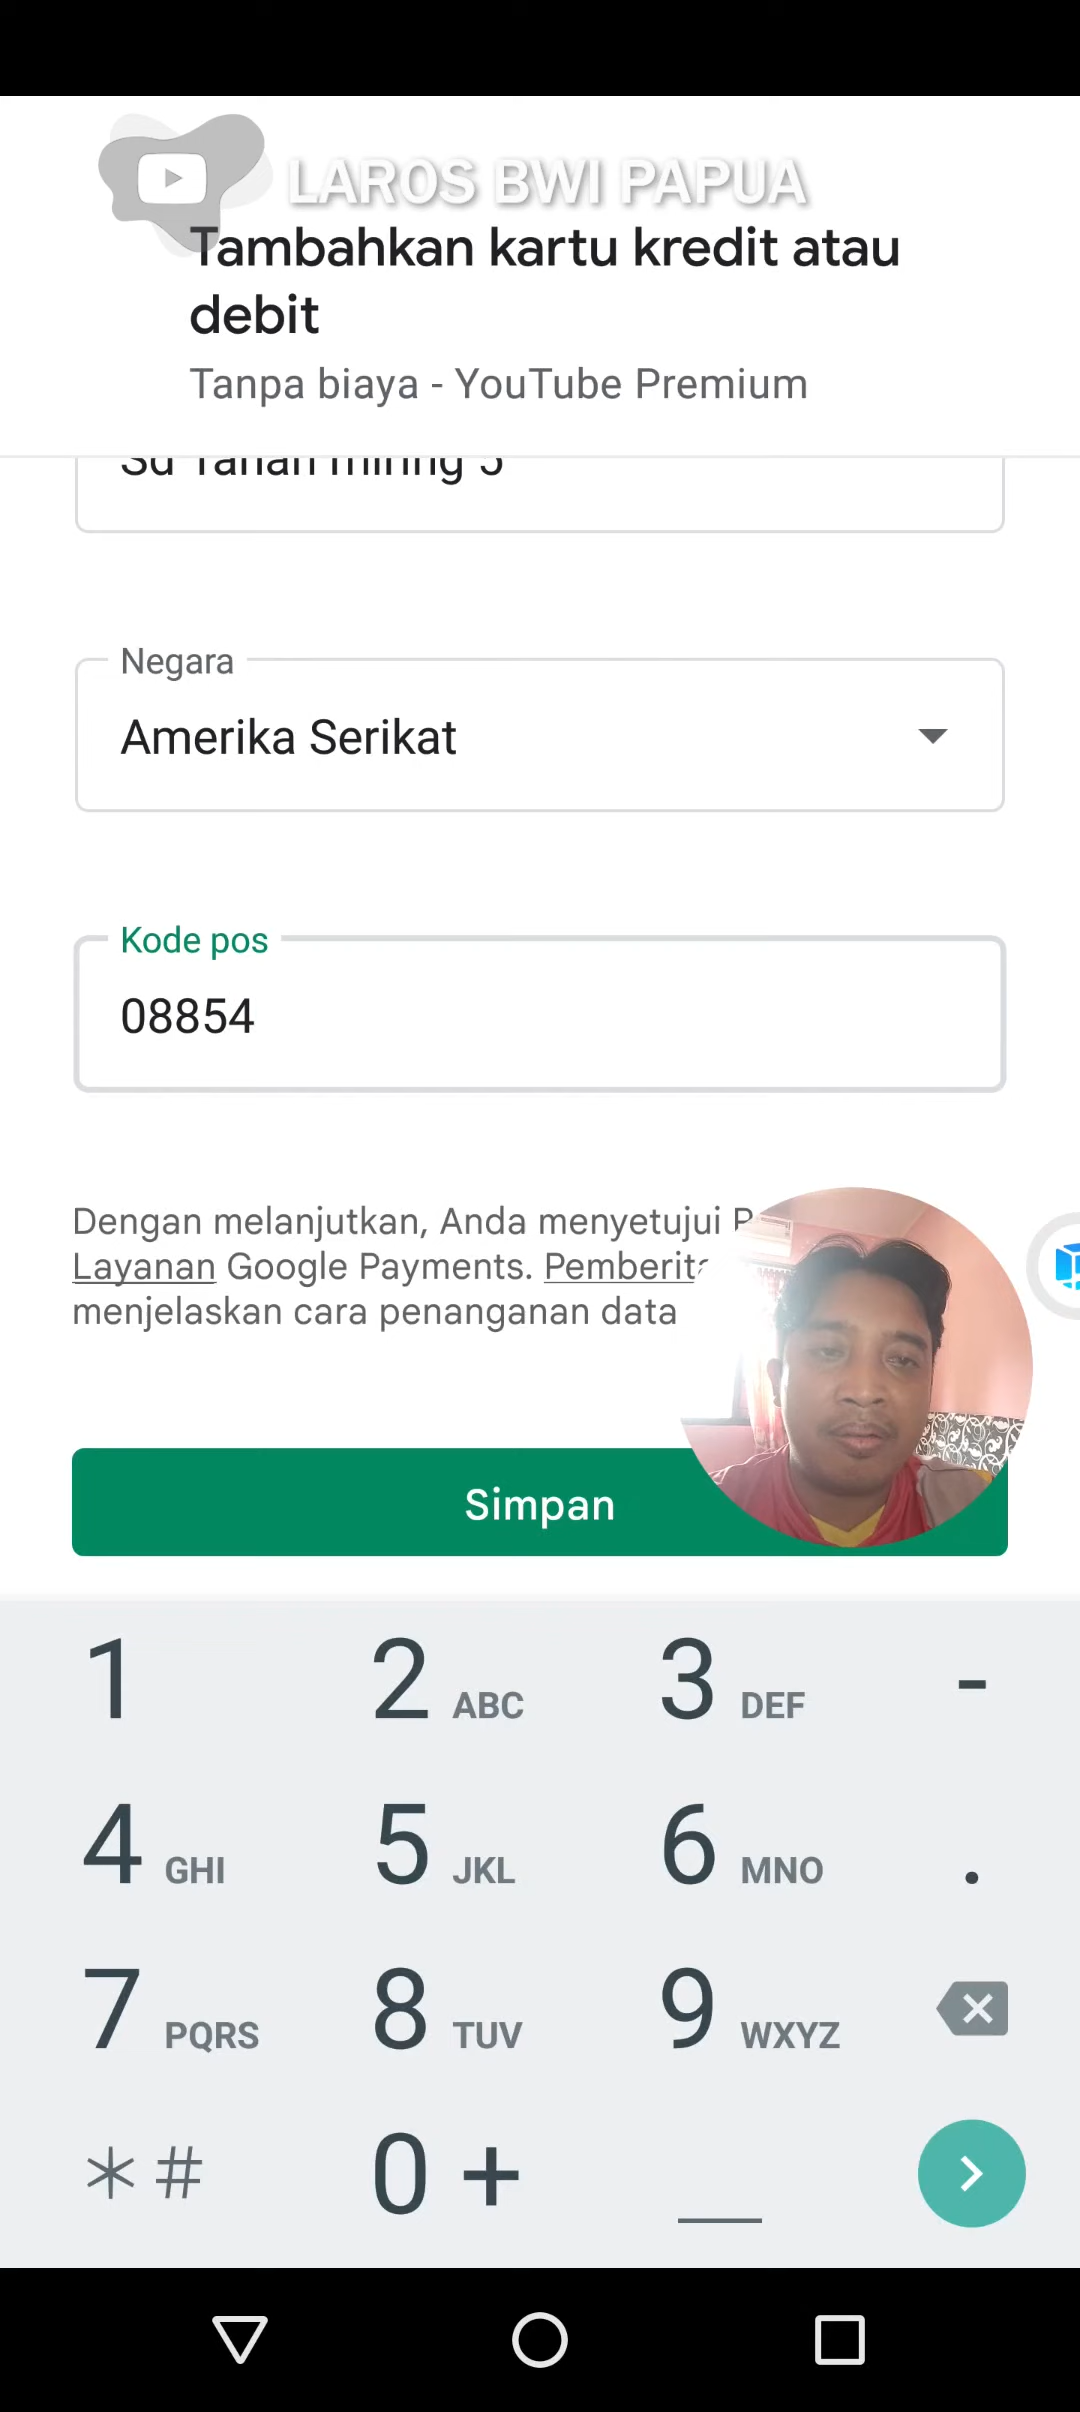 LAROS BWI PAPUA
Tambahkan kartu kredit atau
debit
Tanpa biaya - YouTube Premium
Negara
Amerika Serikat
Kode pos
08854
Dengan melanjutkan, Anda menyetujui
Layanan Google Payments.
menjelaskan cara penanganan data
Simpan
1
2 ABC
3 DEF
-
4 GHI
5 JKL
6 MNO
.
7 PQRS
8 TUV
9 WXYZ
* #
0 +